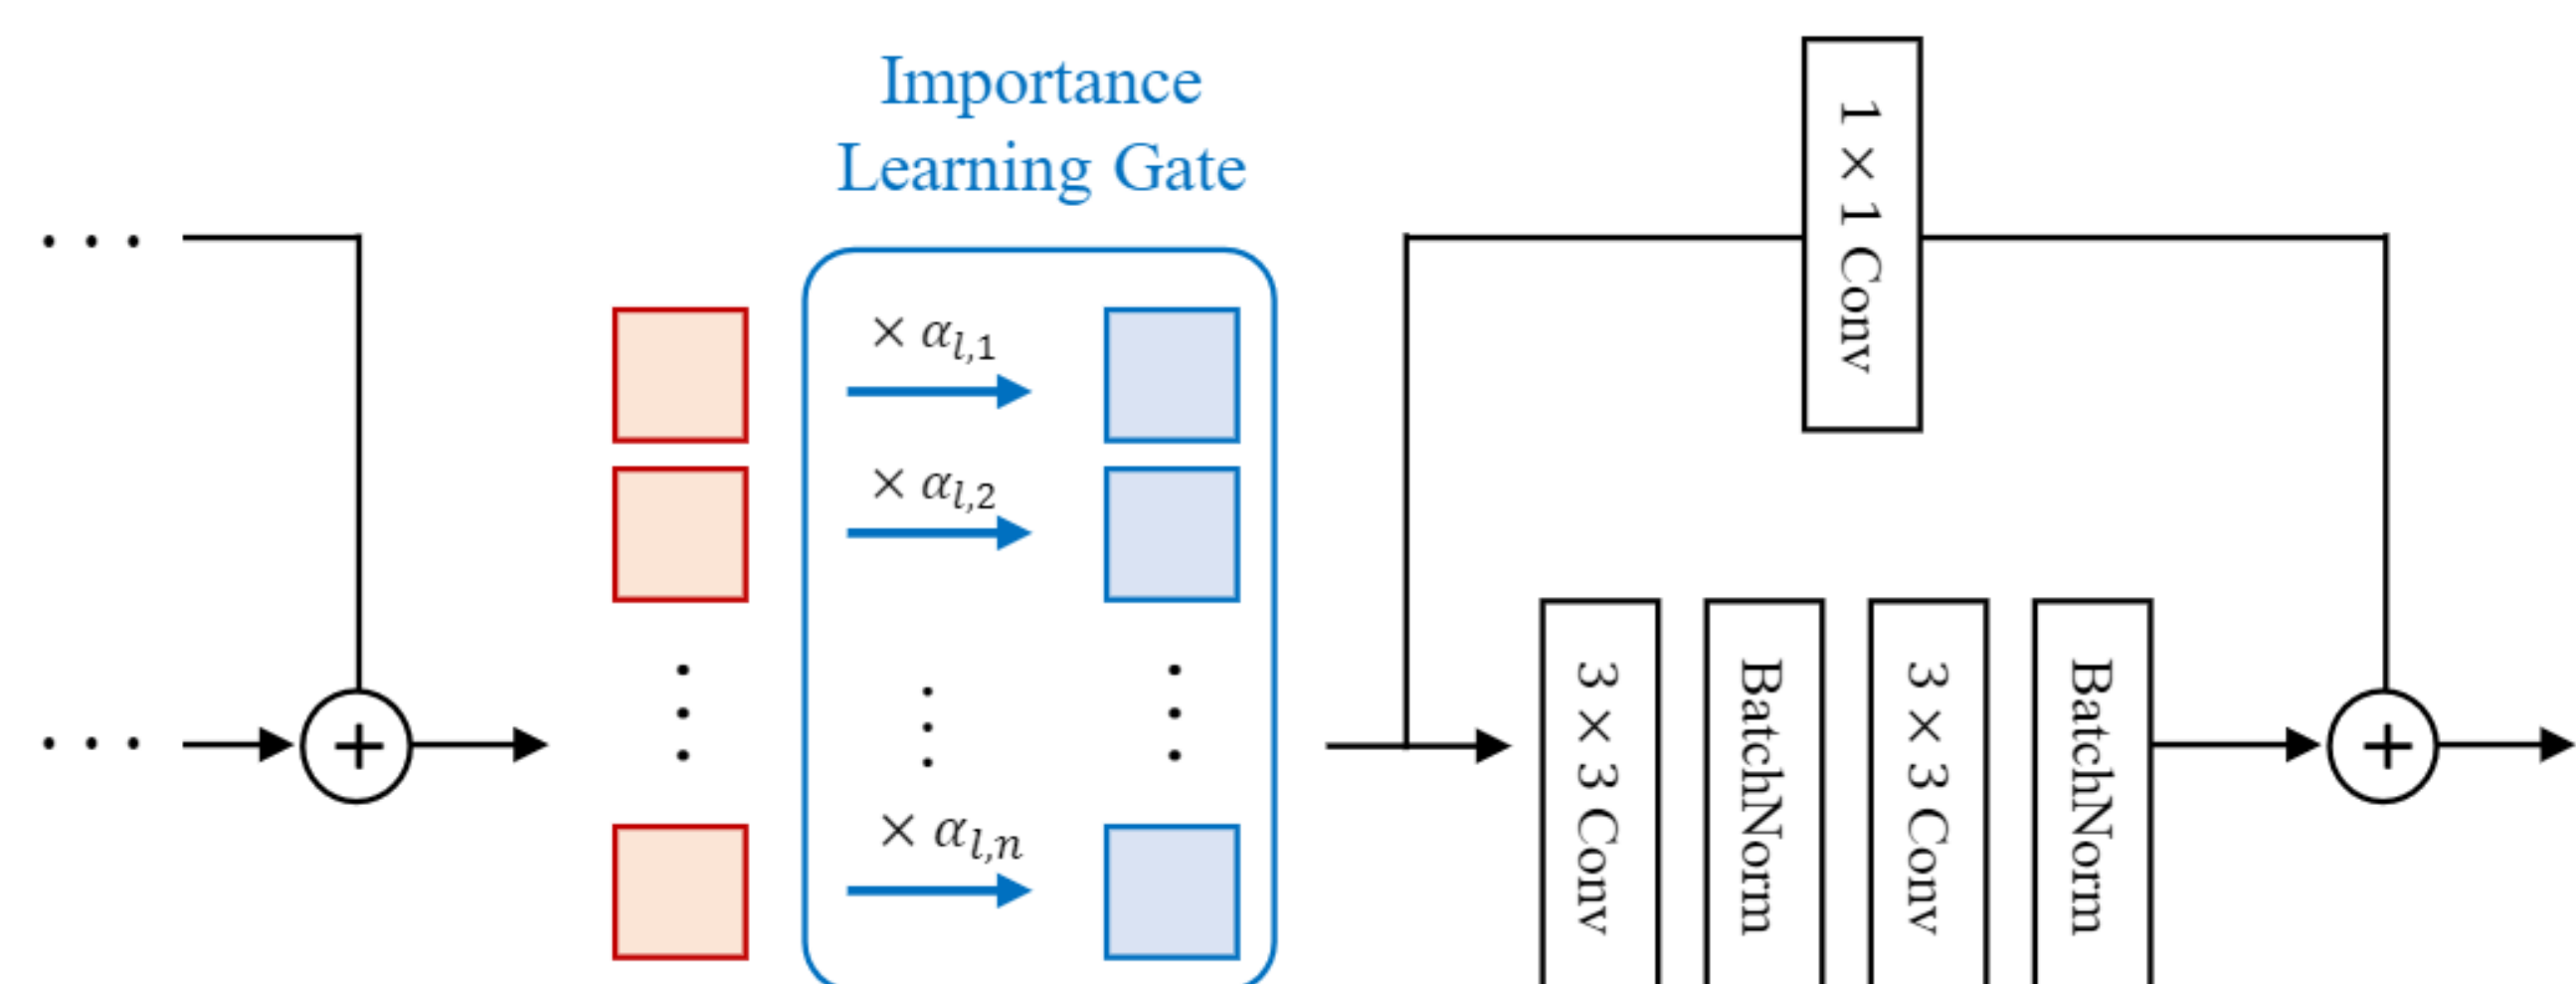 Importance
Learning Gate
. . .
× α_{l,1}
× α_{l,2}
⋮
× α_{l,n}
. . .
+
1 × 1 Conv
3 × 3 Conv
BatchNorm
3 × 3 Conv
BatchNorm
+